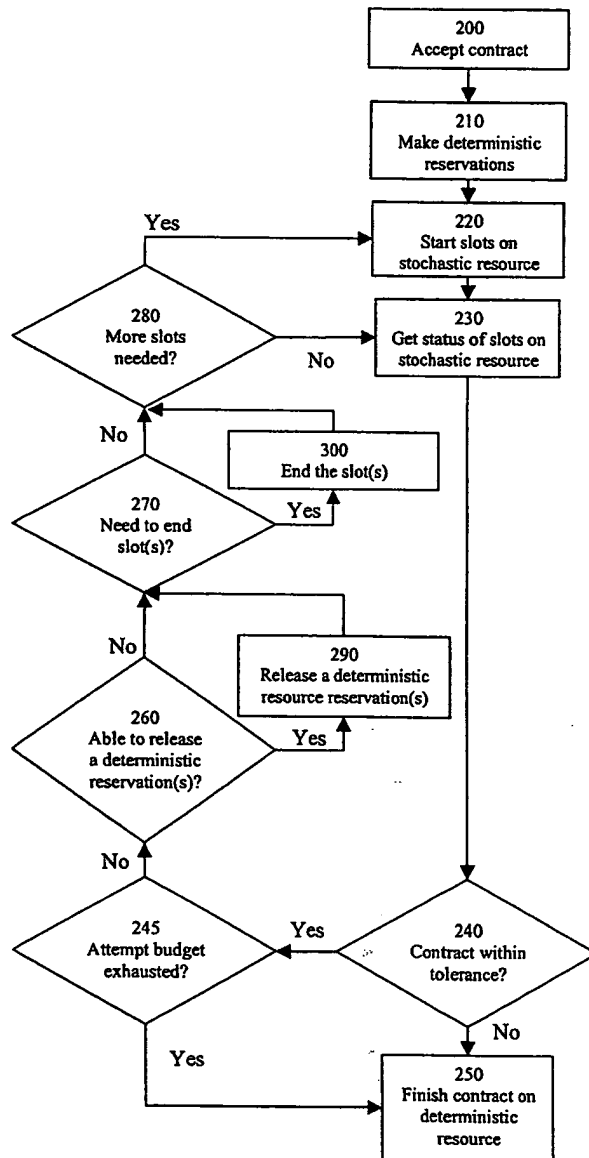 200
Accept contract
210
Make deterministic
reservations
Yes
220
Start slots on
stochastic resource
280
More slots
needed?
No
230
Get status of slots on
stochastic resource
No
300
End the slot(s)
270
Need to end
slot(s)?
Yes
No
290
Release a deterministic
resource reservation(s)
260
Able to release
a deterministic
reservation(s)?
Yes
No
245
Attempt budget
exhausted?
Yes
240
Contract within
tolerance?
No
Yes
250
Finish contract on
deterministic
resource